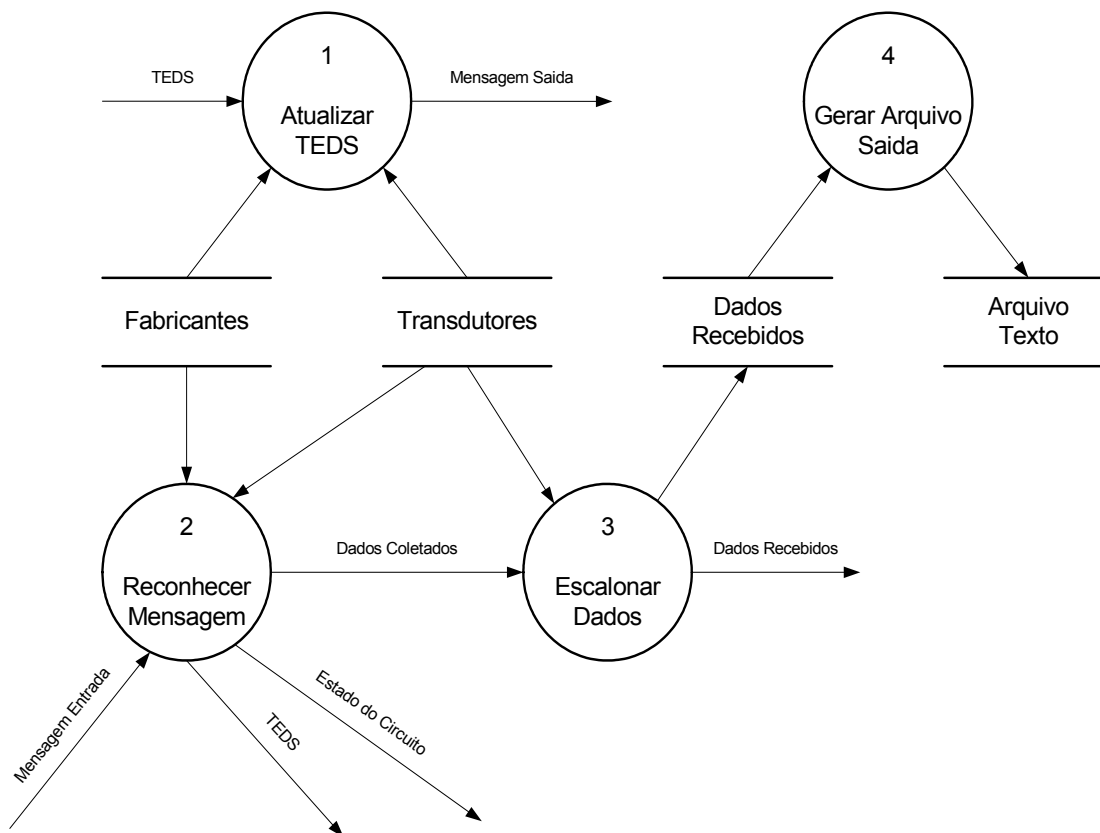 1
4
TEDS
Mensagem Saida
Atualizar
TEDS
Gerar Arquivo
Saida
Fabricantes
Transdutores
Dados
Recebidos
Arquivo
Texto
2
3
Dados Coletados
Dados Recebidos
Reconhecer
Mensagem
Escalonar
Dados
Mensagem Entrada
TEDS
Estado do Circuito